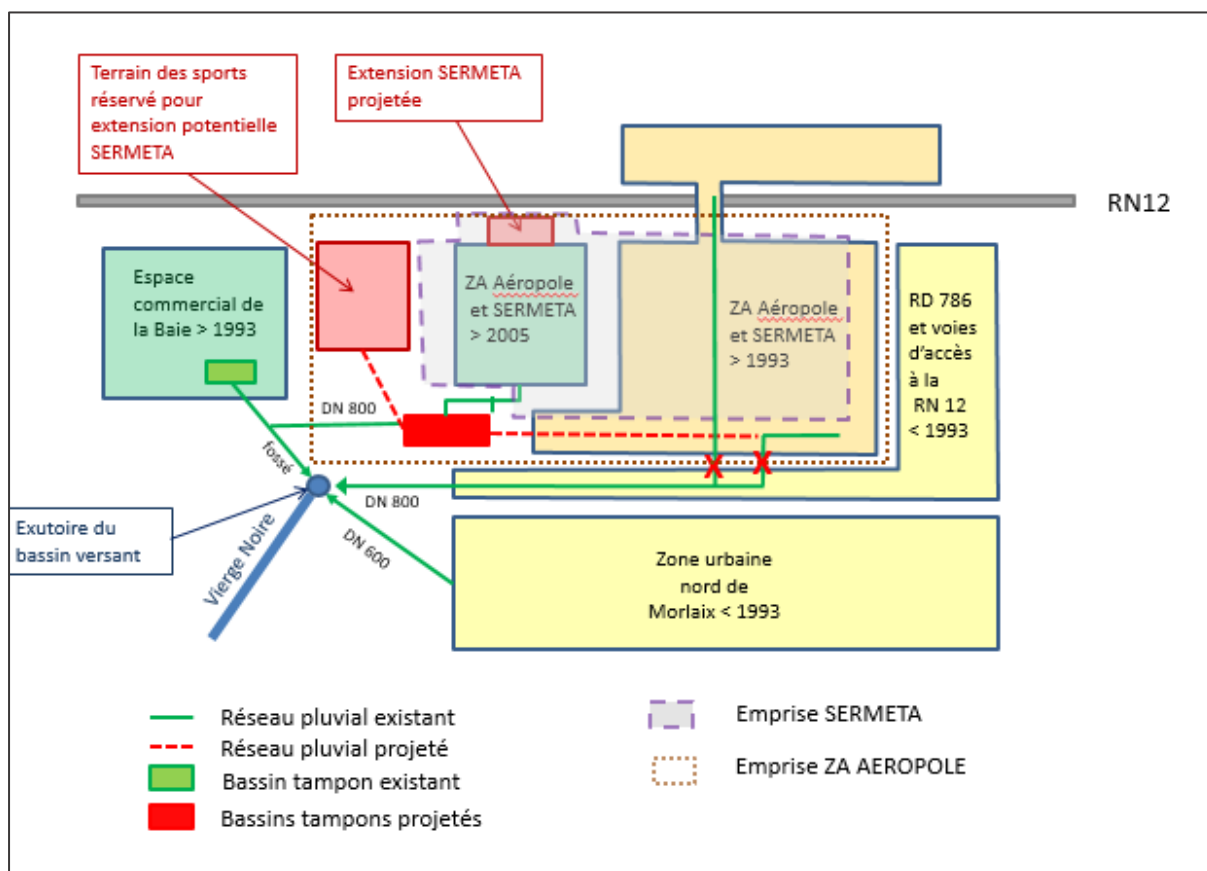 Terrain des sports
réservé pour
extension potentielle
SERMETA
Extension SERMETA
projetée
RN12
Espace
commercial de
la Baie > 1993
ZA Aéropole
et SERMETA
> 2005
ZA Aéropole
et SERMETA
> 1993
RD 786
et voies
d'accès
à la
RN 12
< 1993
DN 800
fossé
X
X
DN 800
DN 600
Exutoire du
bassin versant
Vierge Noire
Zone urbaine
nord de
Morlaix < 1993
Réseau pluvial existant
Réseau pluvial projeté
Bassin tampon existant
Bassins tampons projetés
Emprise SERMETA
Emprise ZA AEROPOLE